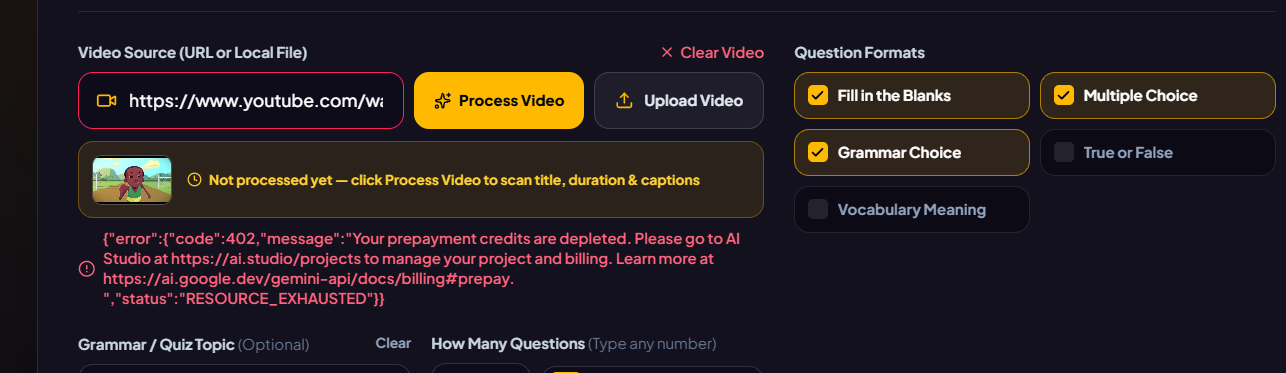 Video Source (URL or Local File)
Clear Video
https://www.youtube.com/wa
Process Video
Upload Video
Not processed yet — click Process Video to scan title, duration & captions
{"error":{"code":402,"message":"Your prepayment credits are depleted. Please go to AI
Studio at https://ai.studio/projects to manage your project and billing. Learn more at
https://ai.google.dev/gemini-api/docs/billing#prepay.
","status":"RESOURCE_EXHAUSTED"}}
Grammar / Quiz Topic (Optional)
Clear
How Many Questions (Type any number)
Question Formats
Fill in the Blanks
Multiple Choice
Grammar Choice
True or False
Vocabulary Meaning